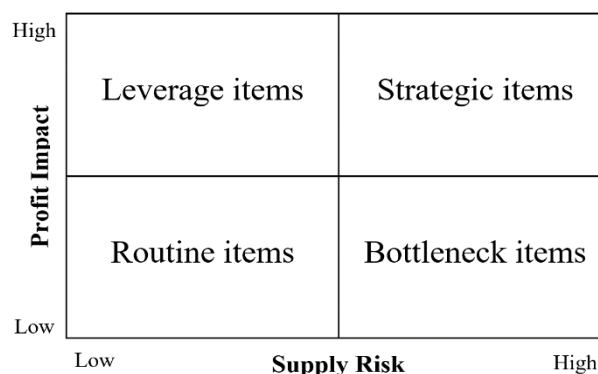 High
Leverage items
Strategic items
Profit Impact
Routine items
Bottleneck items
Low
Low
Supply Risk
High